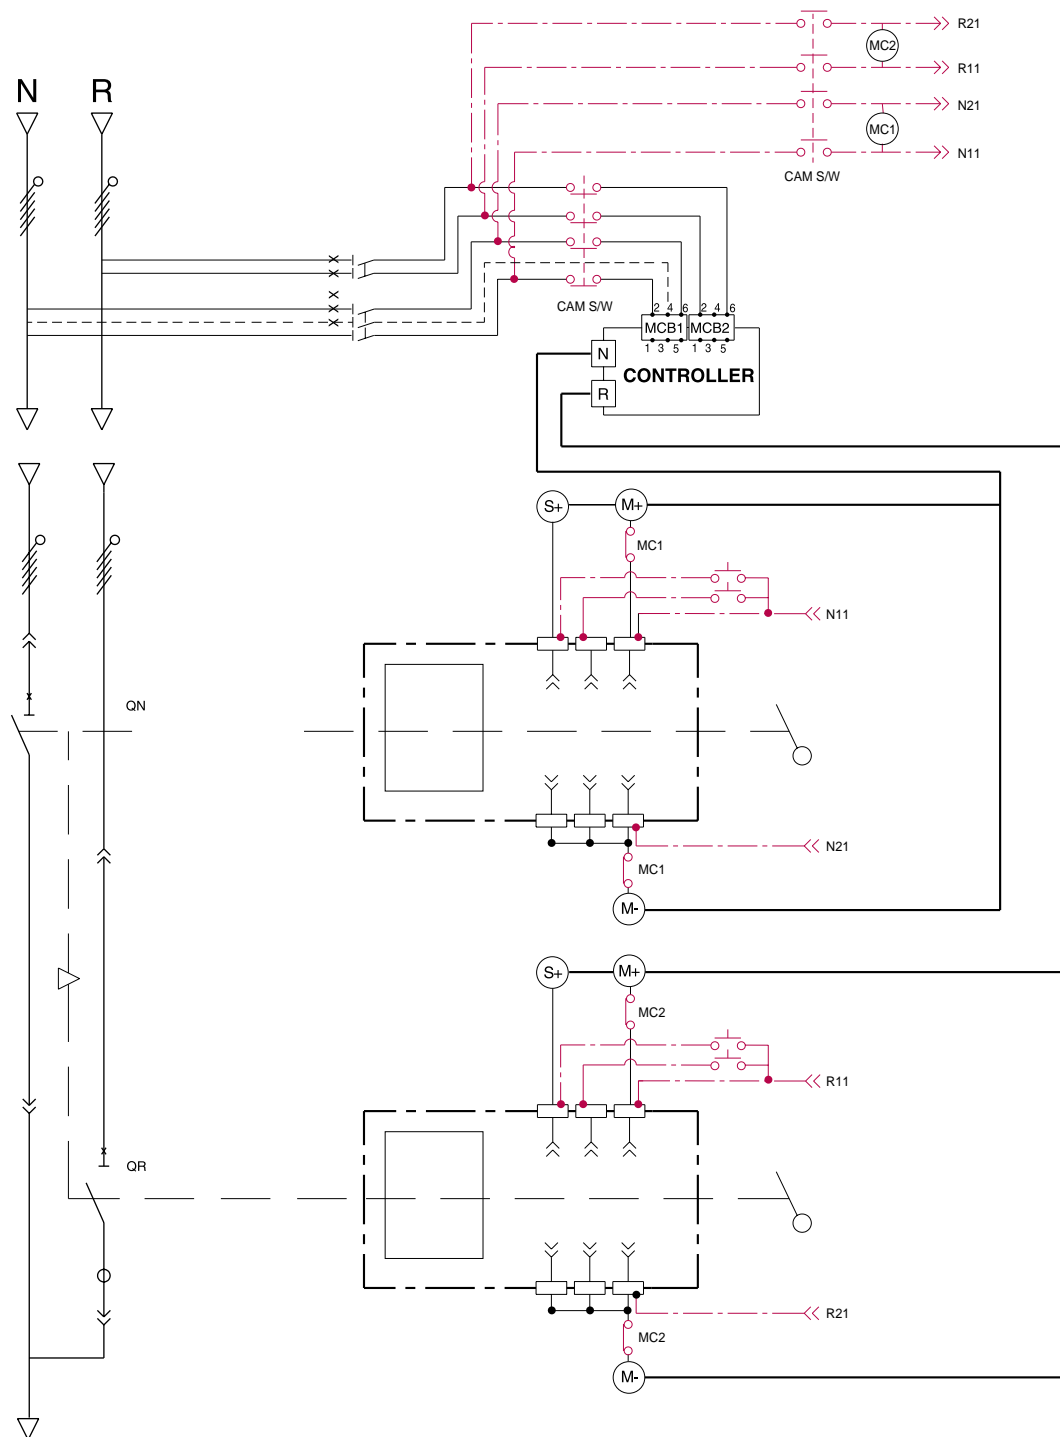 R21
MC2
R11
N R
N21
MC1
N11
CAM S/W
CAM S/W
2 4 6 2 4 6
MCB1 MCB2
1 3 5 1 3 5
N
CONTROLLER
R
S+ M+
MC1
N11
QN
N21
MC1
M-
S+ M+
MC2
R11
QR
R21
MC2
M-